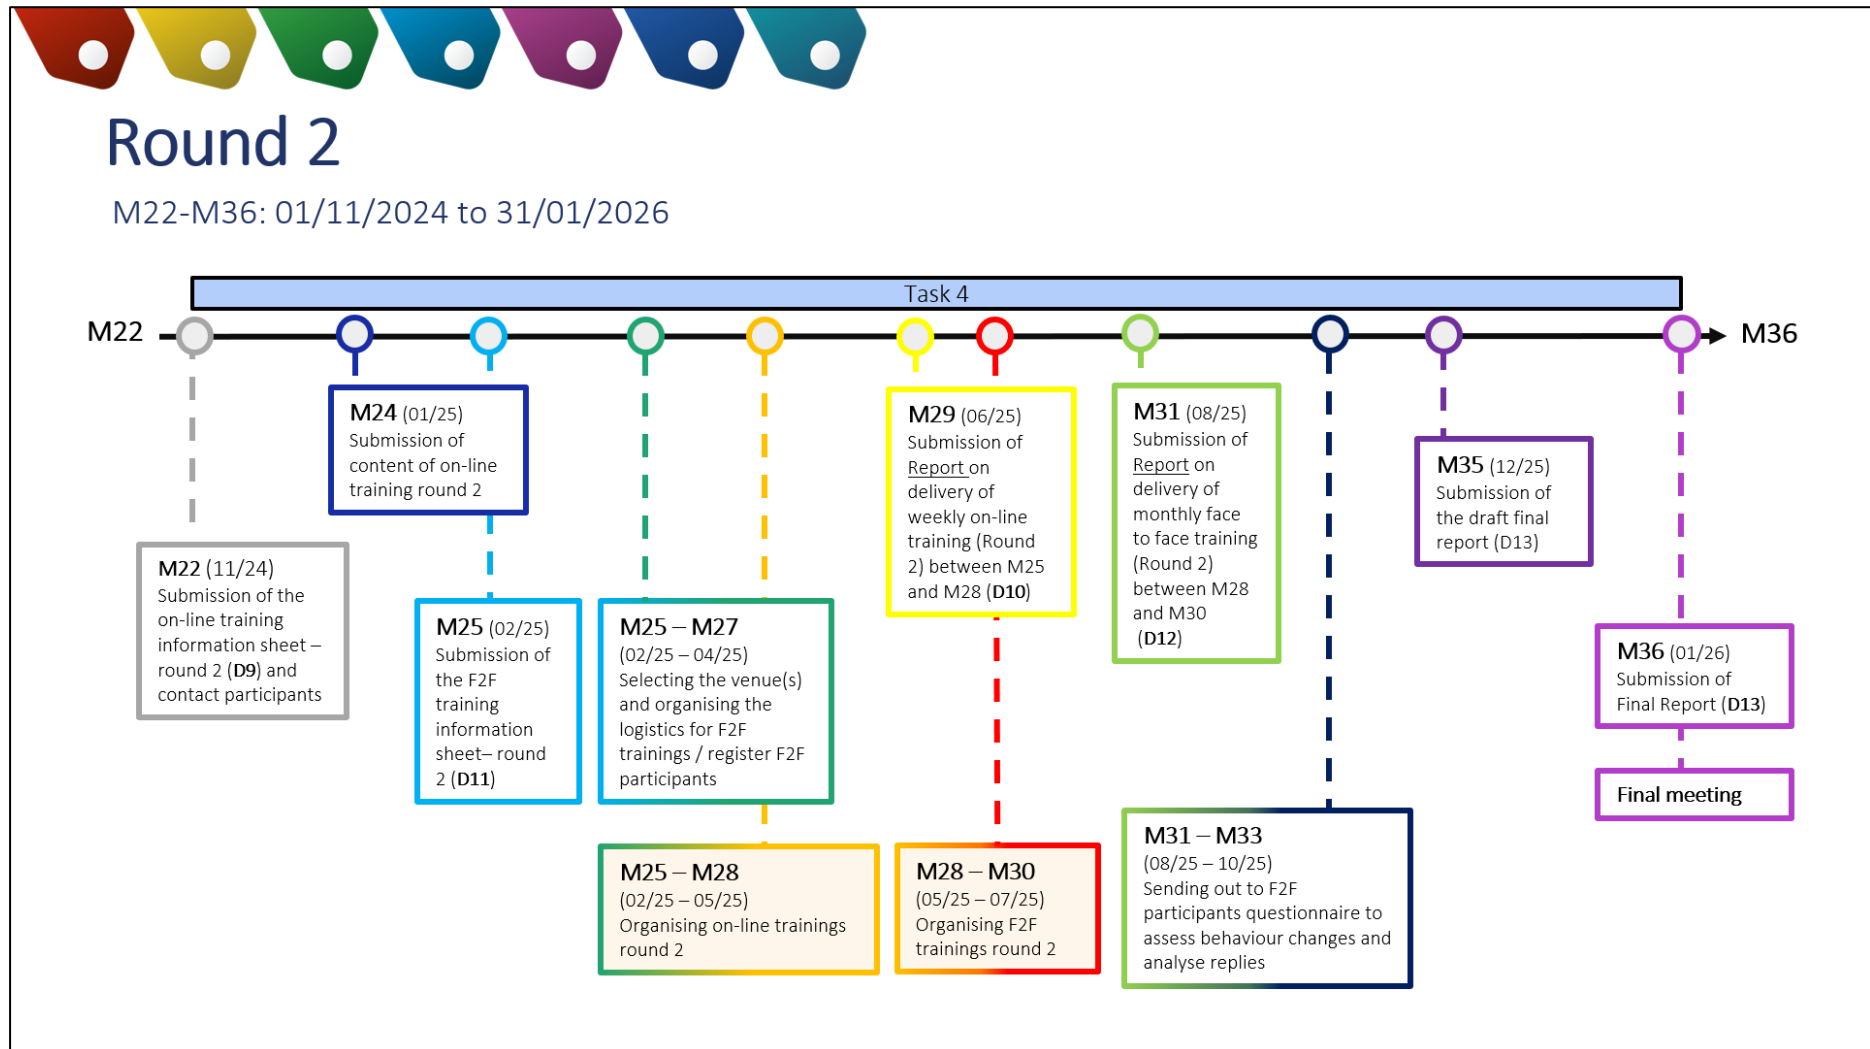 Round 2
M22-M36: 01/11/2024 to 31/01/2026
Task 4
M22
M36
M24 (01/25)
Submission of
content of on-line
training round 2
M22 (11/24)
Submission of the
on-line training
information sheet –
round 2 (D9) and
contact participants
M25 (02/25)
Submission of
the F2F
training
information
sheet– round
2 (D11)
M25 – M27
(02/25 – 04/25)
Selecting the venue(s)
and organising the
logistics for F2F
trainings / register F2F
participants
M25 – M28
(02/25 – 05/25)
Organising on-line trainings
round 2
M29 (06/25)
Submission of
Report on
delivery of
weekly on-line
training (Round
2) between M25
and M28 (D10)
M28 – M30
(05/25 – 07/25)
Organising F2F
trainings round 2
M31 (08/25)
Submission of
Report on
delivery of
monthly face
to face training
(Round 2)
between M28
and M30
(D12)
M31 – M33
(08/25 – 10/25)
Sending out to F2F
participants questionnaire to
assess behaviour changes and
analyse replies
M35 (12/25)
Submission of
the draft final
report (D13)
M36 (01/26)
Submission of
Final Report (D13)
Final meeting